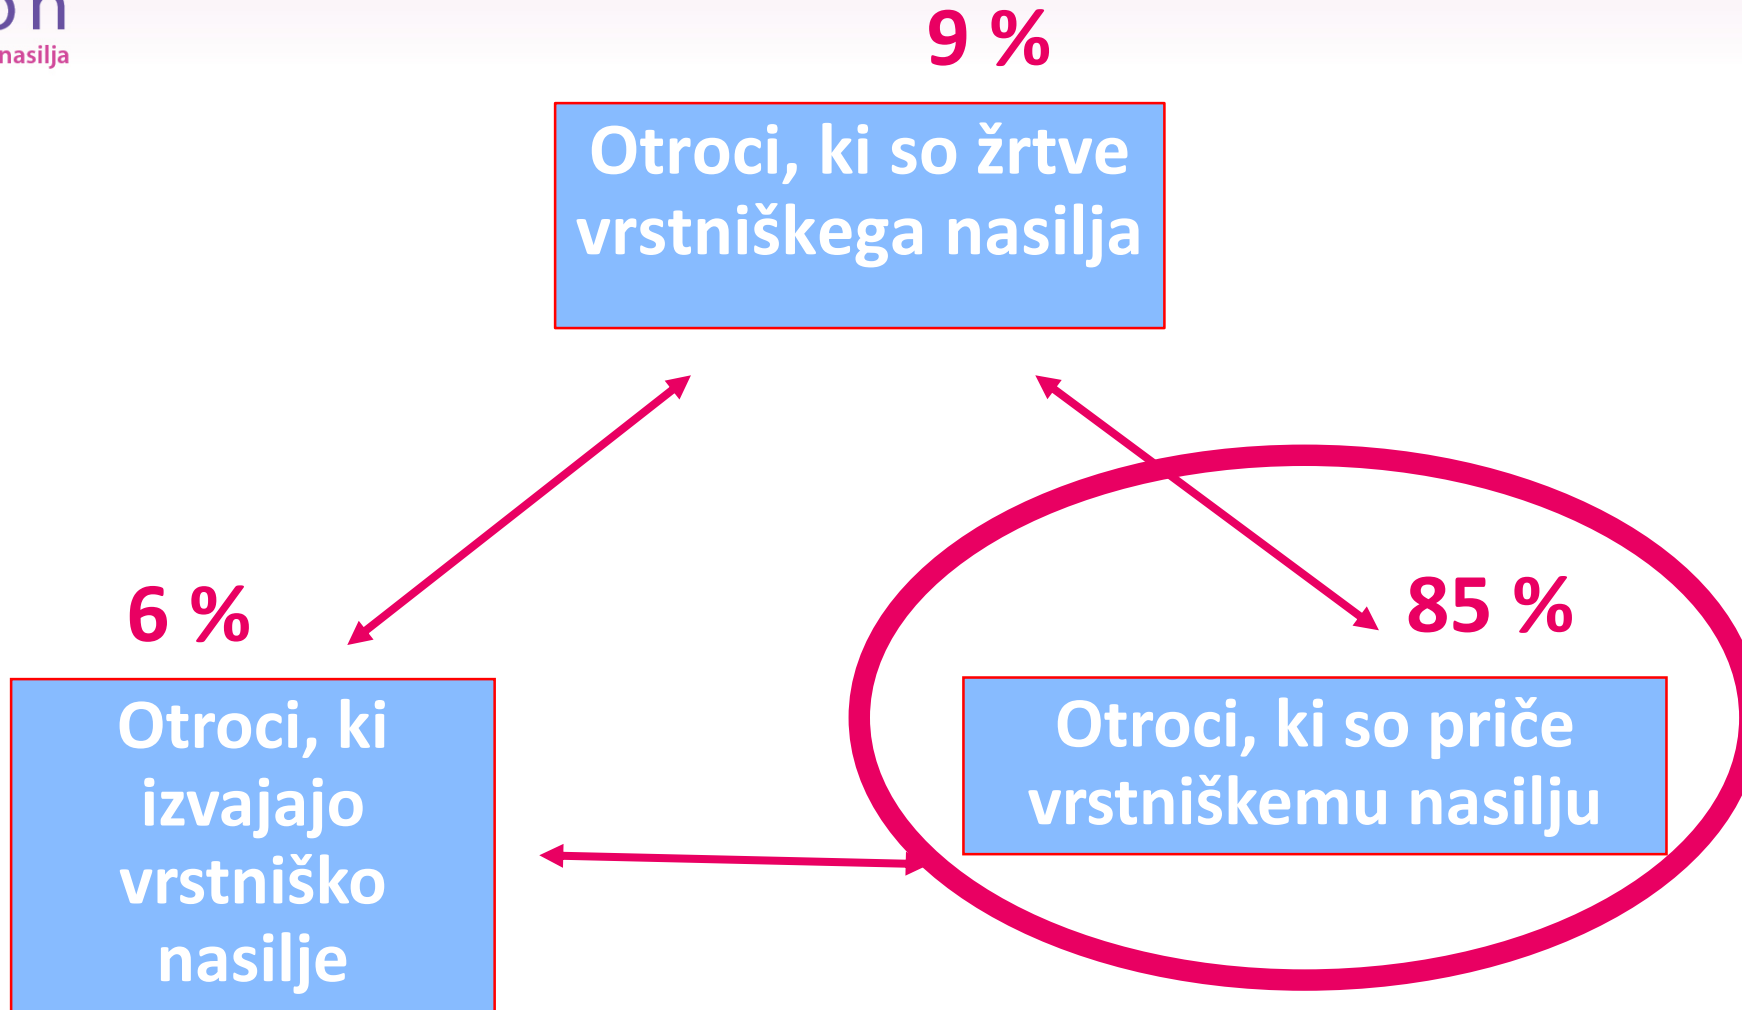 nasilja
9 %
Otroci, ki so žrtve
vrstniškega nasilja
6 %
85 %
Otroci, ki
izvajajo
vrstniško
nasilje
Otroci, ki so priče
vrstniškemu nasilju